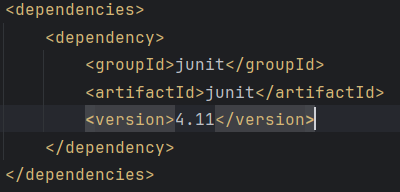 <dependencies>
<dependency>
<groupId>junit</groupId>
<artifactId>junit</artifactId>
<version>4.11</version>
</dependency>
</dependencies>